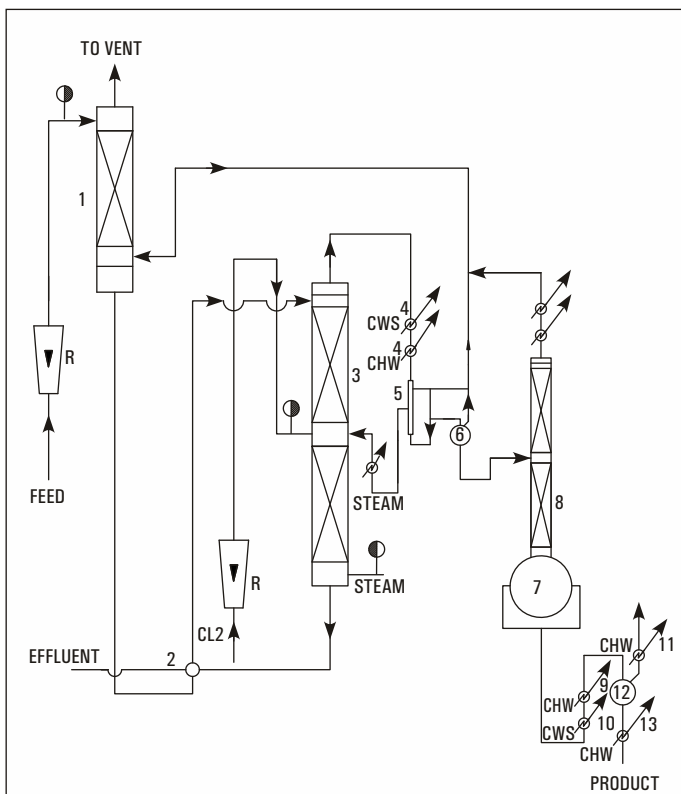 TO VENT
1
R
FEED
3
4
CWS
4
CHW
5
6
STEAM
R
STEAM
CL2
EFFLUENT
2
8
7
CHW
11
9
12
CHW
10
13
CWS
CHW
PRODUCT